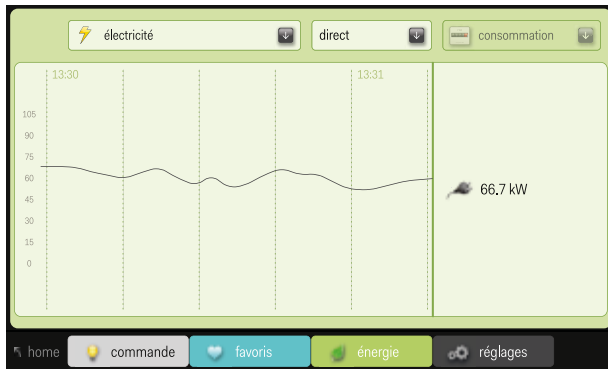 électricité
direct
consommation
13:30
13:31
105
90
75
60
45
30
15
0
66.7 kW
home
commande
favoris
énergie
réglages